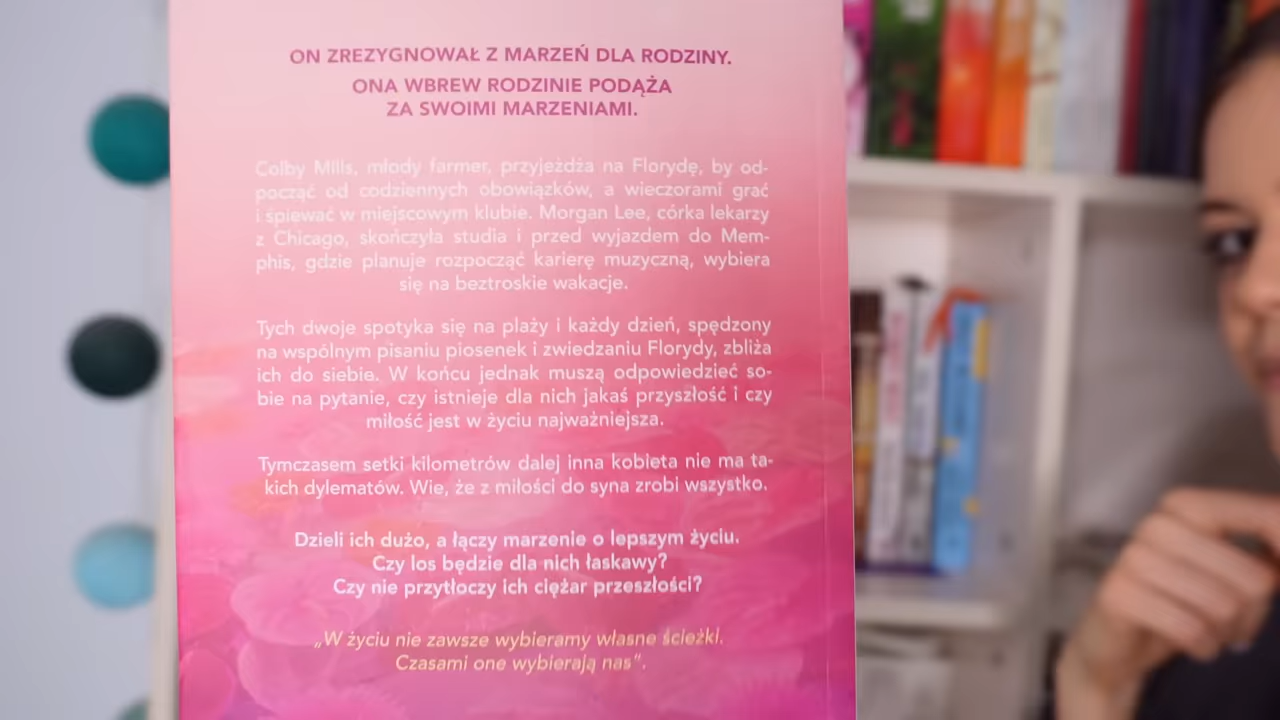 ON ZREZYGNOWAŁ Z MARZEŃ DLA RODZINY.
ONA WBREW RODZINIE PODĄŻA
ZA SWOIMI MARZENIAMI.
Colby Mills, młody farmer, przyjeżdża na Florydę, by od-
począć od codziennych obowiązków, a wieczorami grać
i śpiewać w miejscowym klubie. Morgan Lee, córka lekarzy
z Chicago, skończyła studia i przed wyjazdem do Mem-
phis, gdzie planuje rozpocząć karierę muzyczną, wybiera
się na beztroskie wakacje.
Tych dwoje spotyka się na plaży i każdy dzień, spędzony
na wspólnym pisaniu piosenek i zwiedzaniu Florydy, zbliża
ich do siebie. W końcu jednak muszą odpowiedzieć so-
bie na pytanie, czy istnieje dla nich jakaś przyszłość i czy
miłość jest w życiu najważniejsza.
Tymczasem setki kilometrów dalej inna kobieta nie ma ta-
kich dylematów. Wie, że z miłości do syna zrobi wszystko.
Dzieli ich dużo, a łączy marzenie o lepszym życiu.
Czy los będzie dla nich łaskawy?
Czy nie przytłoczy ich ciężar przeszłości?
„W życiu nie zawsze wybieramy własne ścieżki.
Czasami one wybierają nas".